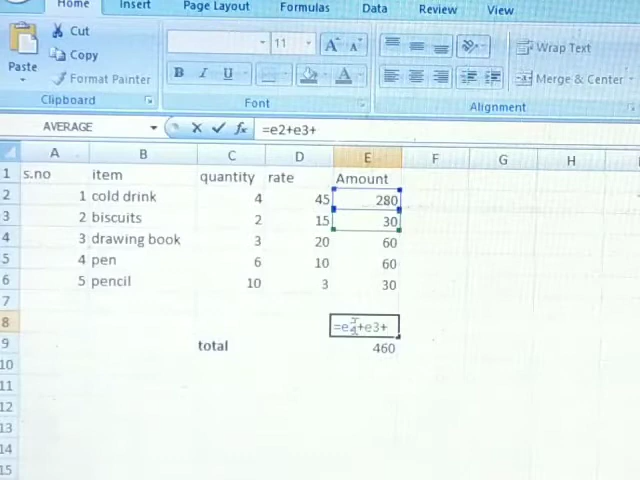 Home Insert Page Layout Formulas Data Review View
Cut
Copy
Paste
Format Painter
Clipboard
11 A A
B I U A
Font
Wrap Text
Merge & Center
Alignment
AVERAGE fx =e2+e3+
A B C D E F G H
1 s.no item quantity rate Amount
2 1 cold drink 4 45 280
3 2 biscuits 2 15 30
4 3 drawing book 3 20 60
5 4 pen 6 10 60
6 5 pencil 10 3 30
7
8 =e2+e3+
9 total 460
10
11
12
13
14
15